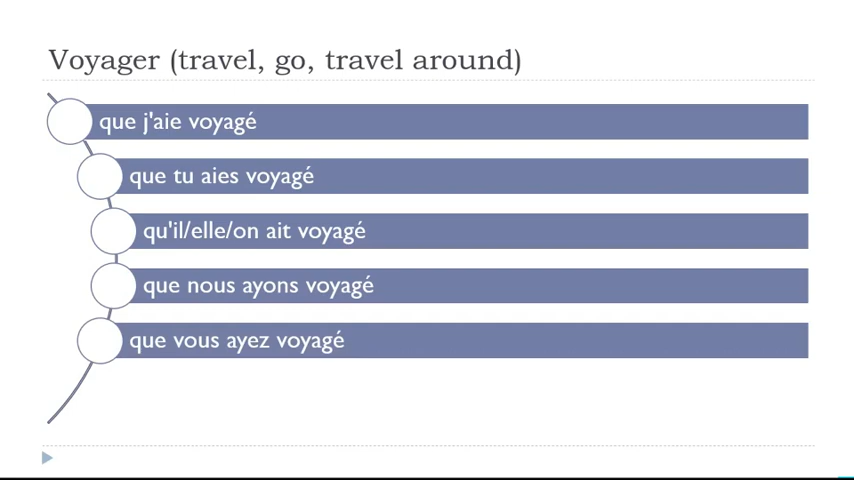 Voyager (travel, go, travel around)
que j'aie voyagé
que tu aies voyagé
qu'il/elle/on ait voyagé
que nous ayons voyagé
que vous ayez voyagé